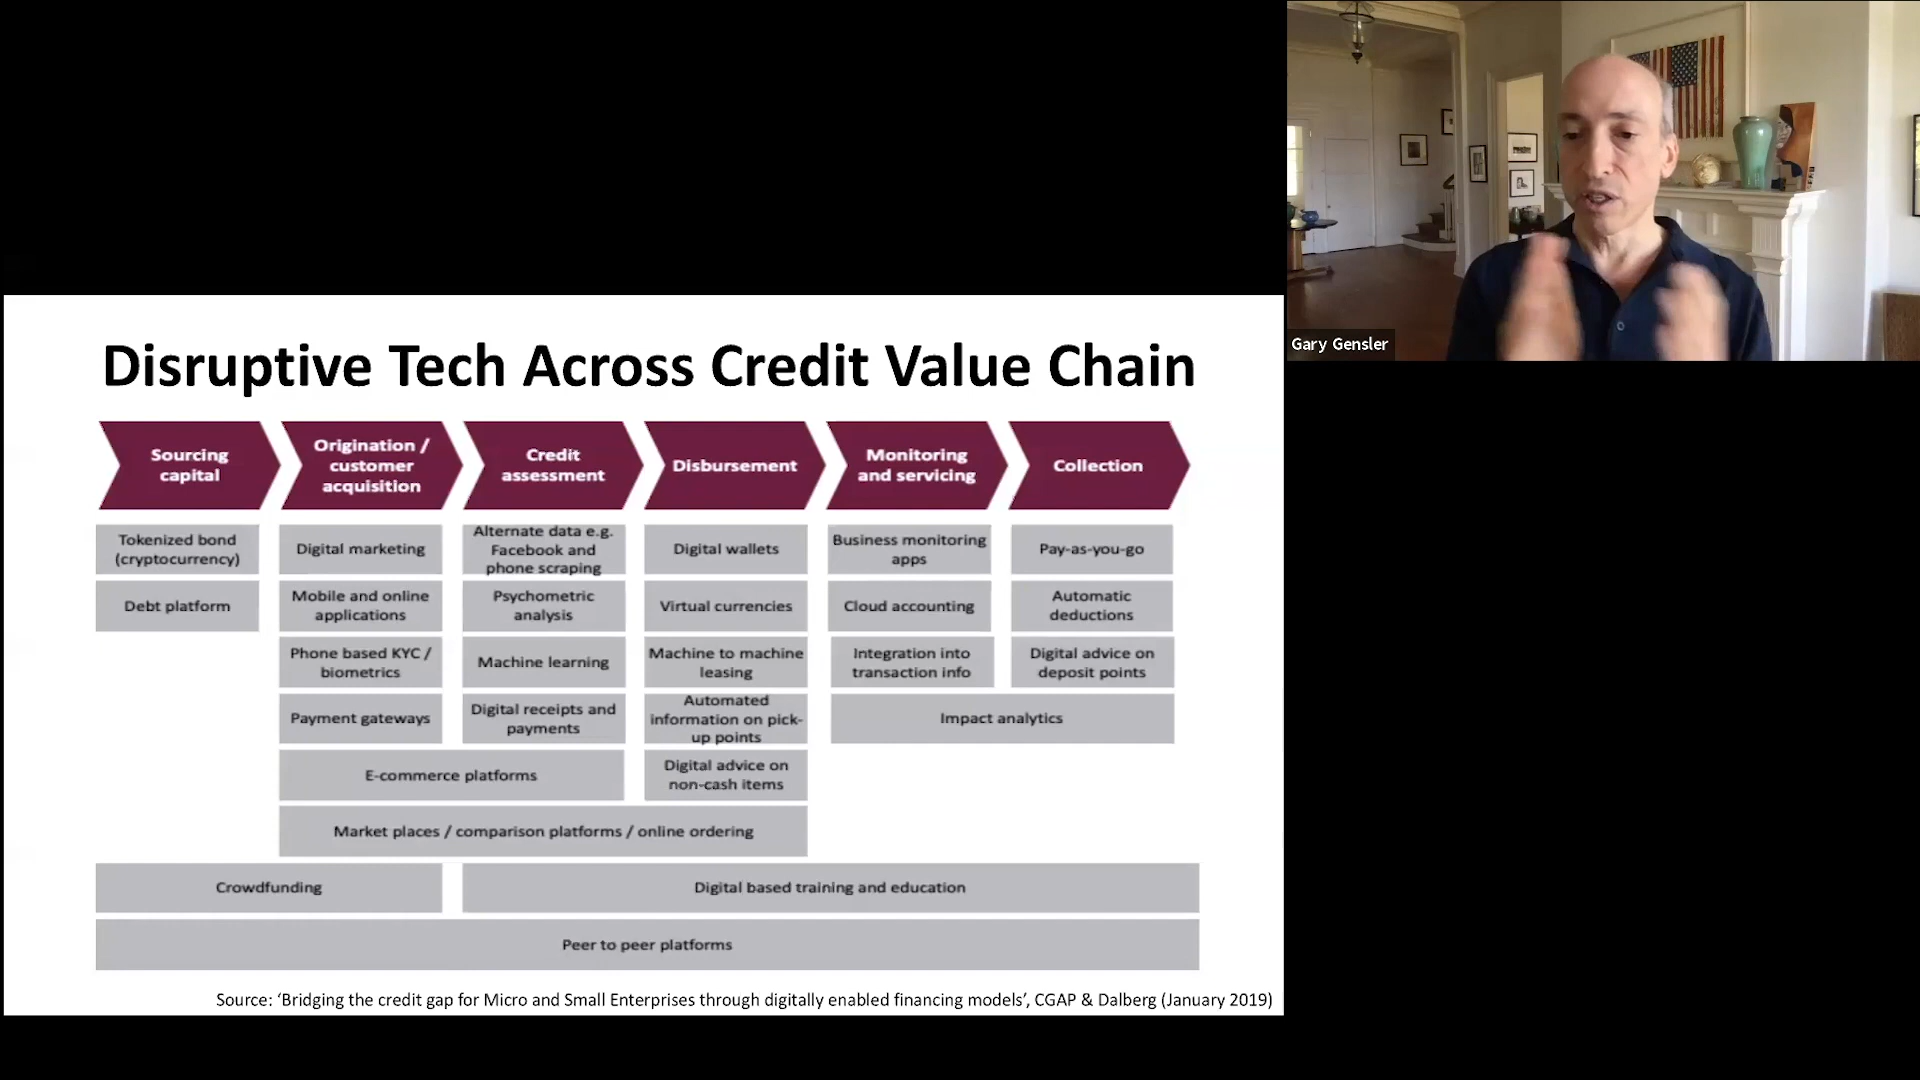 Gary Gensler
Disruptive Tech Across Credit Value Chain
Sourcing
capital
Origination /
customer
acquisition
Credit
assessment
Disbursement
Monitoring
and servicing
Collection
Tokenized bond
(cryptocurrency)
Digital marketing
Alternate data e.g.
Facebook and
phone scraping
Digital wallets
Business monitoring
apps
Pay-as-you-go
Debt platform
Mobile and online
applications
Psychometric
analysis
Virtual currencies
Cloud accounting
Automatic
deductions
Phone based KYC /
biometrics
Machine learning
Machine to machine
leasing
Integration into
transaction info
Digital advice on
deposit points
Payment gateways
Digital receipts and
payments
Automated
information on pick-
up points
Impact analytics
E-commerce platforms
Digital advice on
non-cash items
Market places / comparison platforms / online ordering
Crowdfunding
Digital based training and education
Peer to peer platforms
Source: ‘Bridging the credit gap for Micro and Small Enterprises through digitally enabled financing models’, CGAP & Dalberg (January 2019)